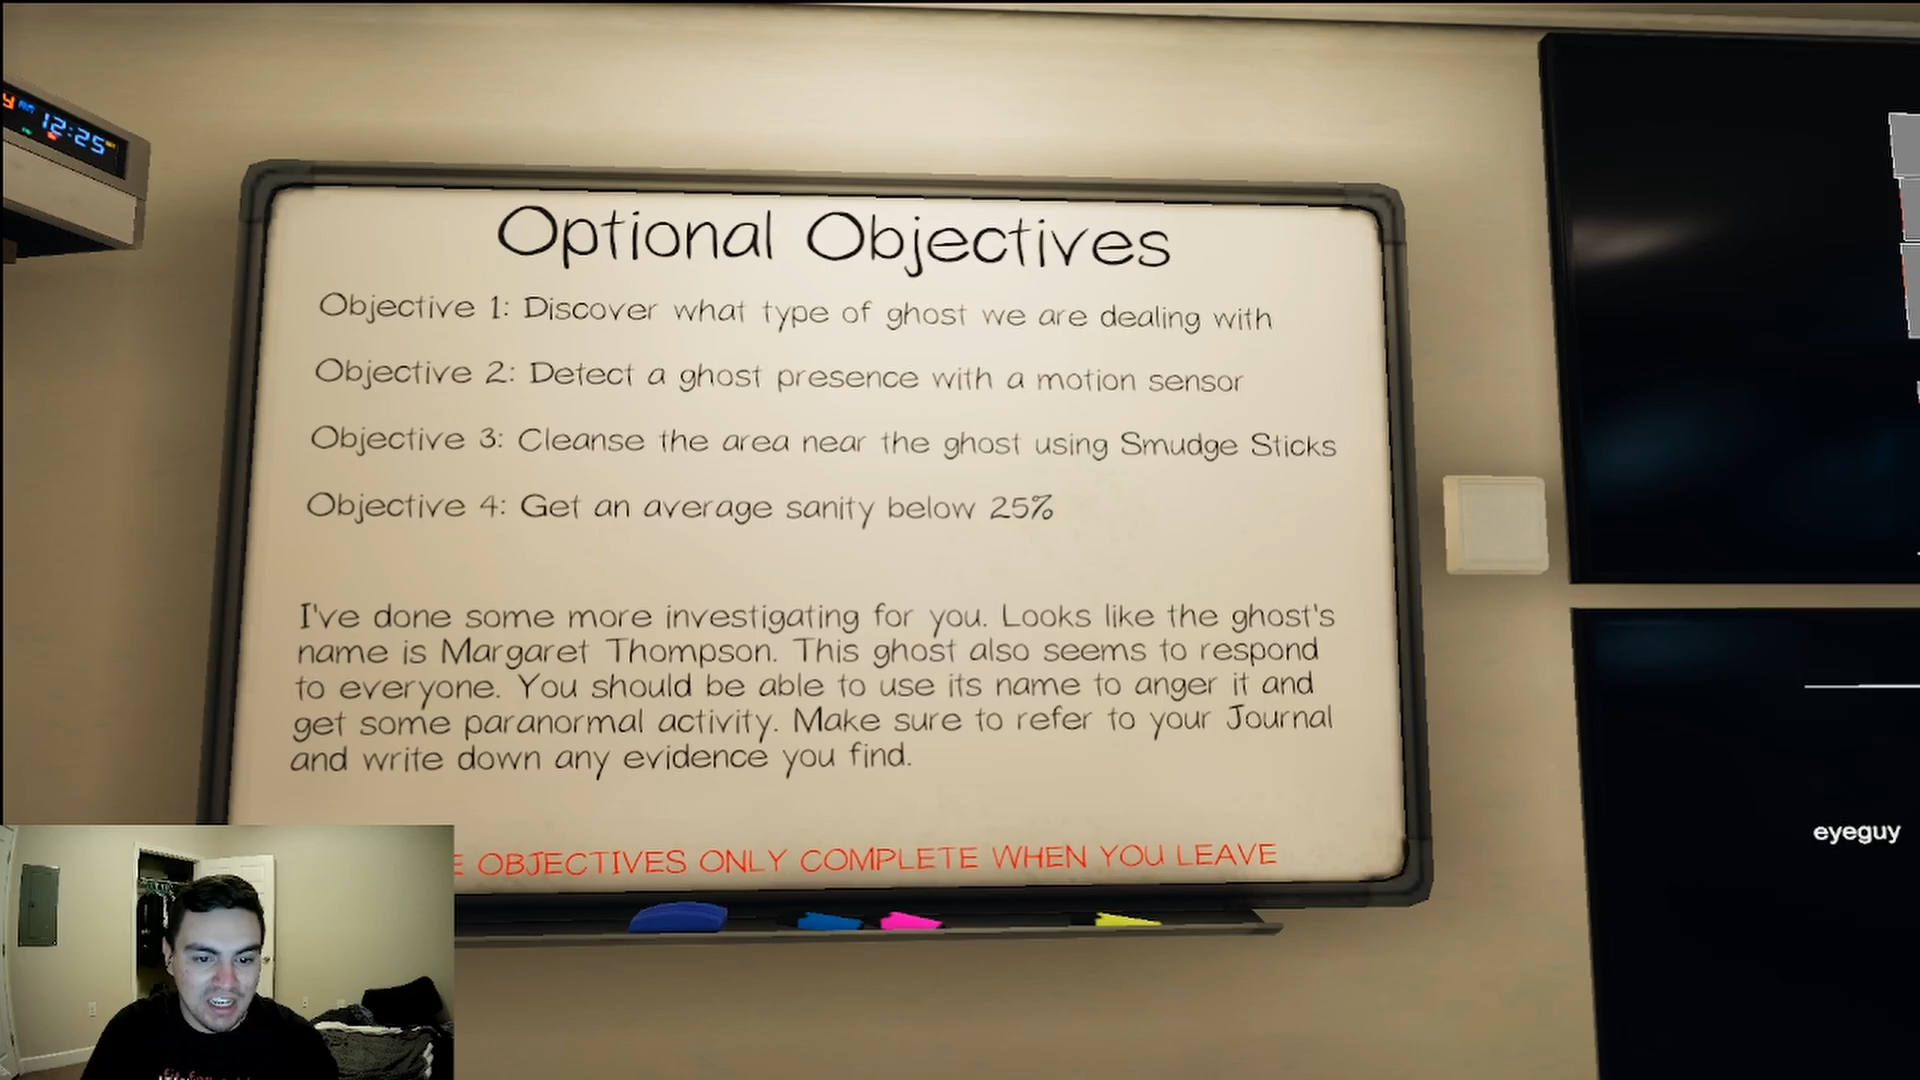 12:25
Optional Objectives
Objective 1: Discover what type of ghost we are dealing with
Objective 2: Detect a ghost presence with a motion sensor
Objective 3: Cleanse the area near the ghost using Smudge Sticks
Objective 4: Get an average sanity below 25%
I've done some more investigating for you. Looks like the ghost's
name is Margaret Thompson. This ghost also seems to respond
to everyone. You should be able to use its name to anger it and
get some paranormal activity. Make sure to refer to your Journal
and write down any evidence you find.
OBJECTIVES ONLY COMPLETE WHEN YOU LEAVE
eyeguy